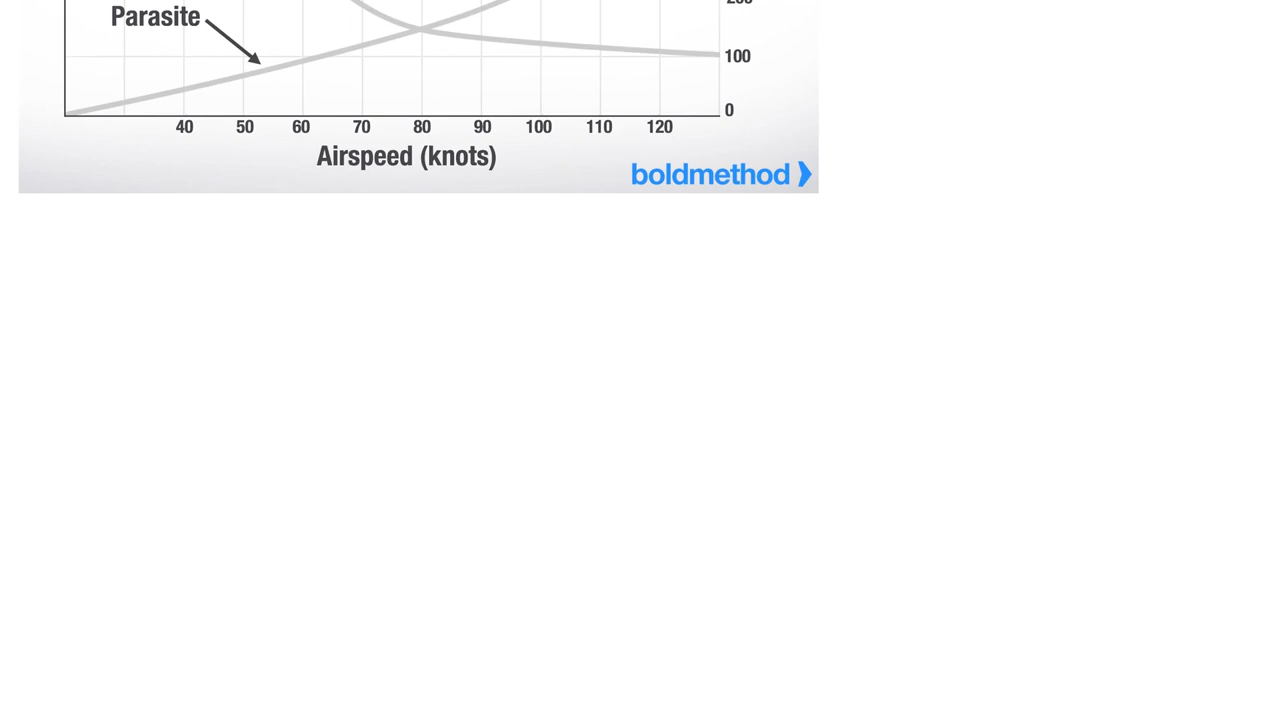 Parasite
100
0
40 50 60 70 80 90 100 110 120
Airspeed (knots)
boldmethod